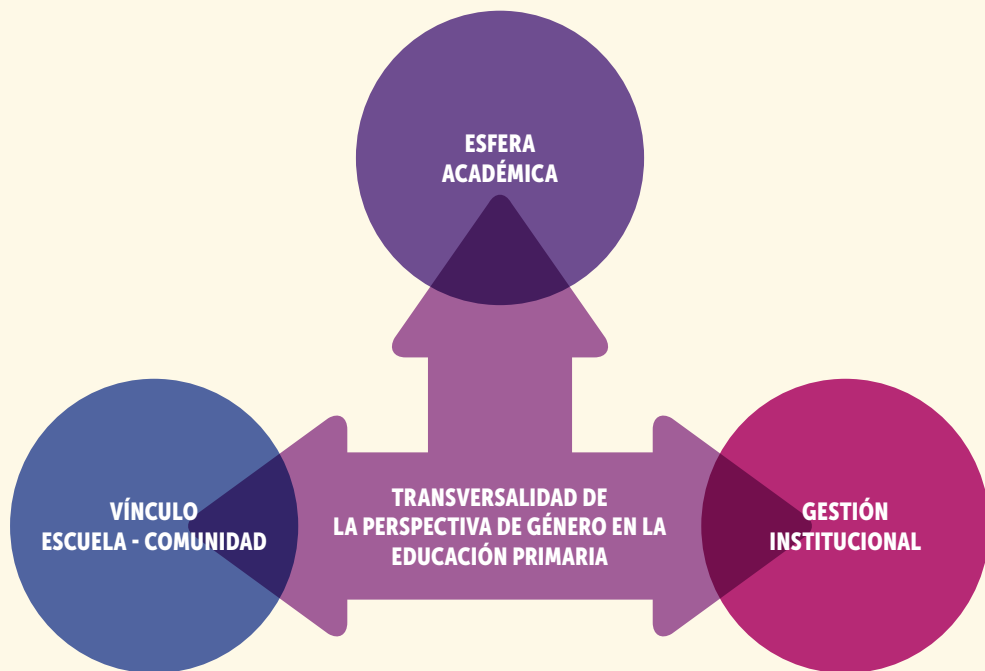 ESFERA
ACADÉMICA
VÍNCULO
ESCUELA - COMUNIDAD
TRANSVERSALIDAD DE
LA PERSPECTIVA DE GÉNERO EN LA
EDUCACIÓN PRIMARIA
GESTIÓN
INSTITUCIONAL